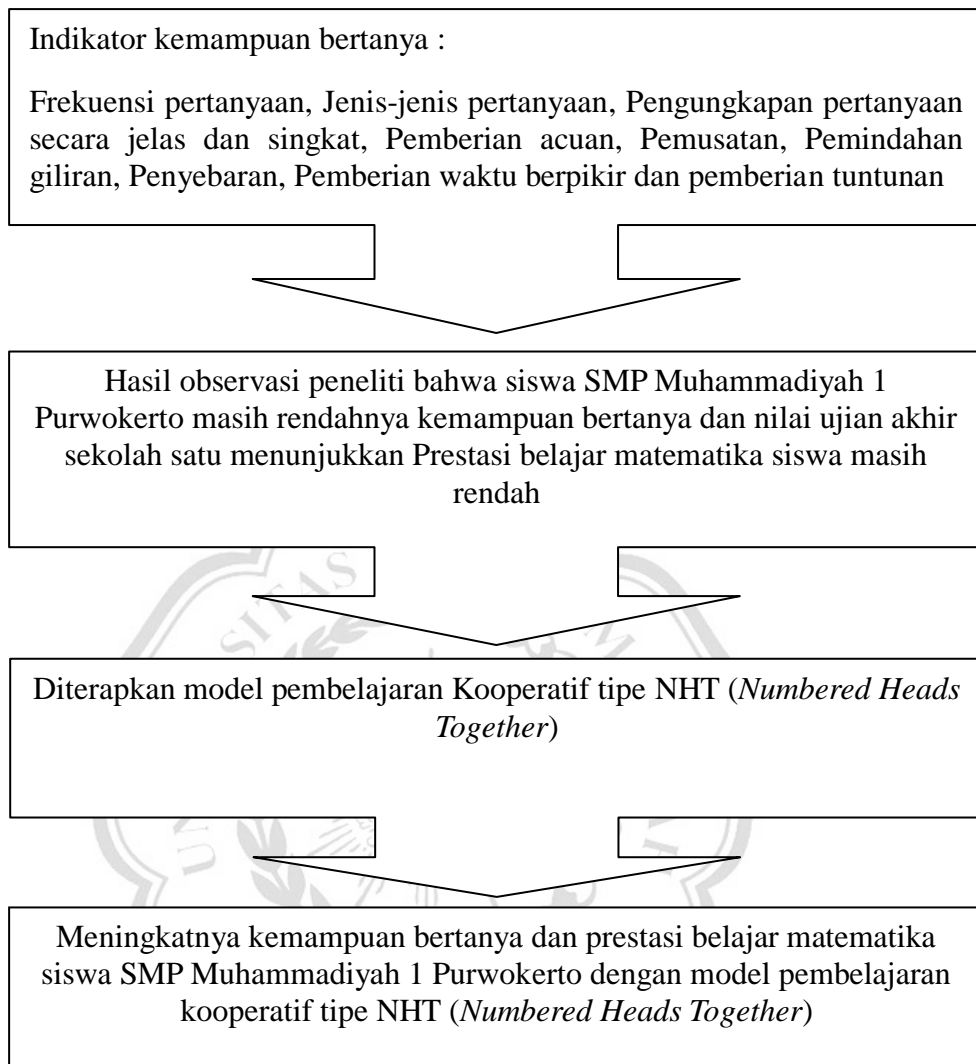 Indikator kemampuan bertanya :
Frekuensi pertanyaan, Jenis-jenis pertanyaan, Pengungkapan pertanyaan
secara jelas dan singkat, Pemberian acuan, Pemusatan, Pemindahan
giliran, Penyebaran, Pemberian waktu berpikir dan pemberian tuntunan
Hasil observasi peneliti bahwa siswa SMP Muhammadiyah 1
Purwokerto masih rendahnya kemampuan bertanya dan nilai ujian akhir
sekolah satu menunjukkan Prestasi belajar matematika siswa masih
rendah
Diterapkan model pembelajaran Kooperatif tipe NHT (Numbered Heads
Together)
Meningkatnya kemampuan bertanya dan prestasi belajar matematika
siswa SMP Muhammadiyah 1 Purwokerto dengan model pembelajaran
kooperatif tipe NHT (Numbered Heads Together)